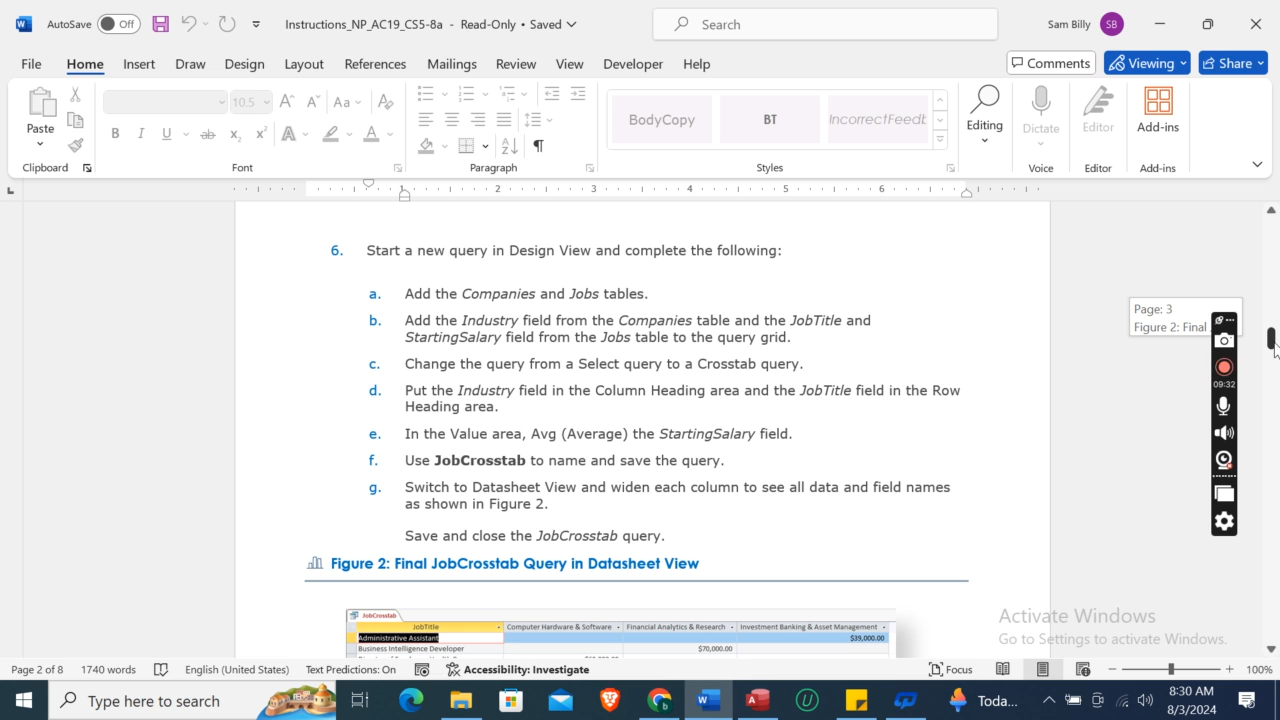 AutoSave Off Instructions_NP_AC19_CS5-8a - Read-Only • Saved Search Sam Billy SB
File Home Insert Draw Design Layout References Mailings Review View Developer Help Comments Viewing Share
Paste
10.5
Aa
BodyCopy BT
Editing Dictate Editor Add-ins
Clipboard Font Paragraph Styles Voice Editor Add-ins
1 2 3 4 5 6
6. Start a new query in Design View and complete the following:
a. Add the Companies and Jobs tables.
b. Add the Industry field from the Companies table and the JobTitle and
StartingSalary field from the Jobs table to the query grid.
c. Change the query from a Select query to a Crosstab query.
d. Put the Industry field in the Column Heading area and the JobTitle field in the Row
Heading area.
e. In the Value area, Avg (Average) the StartingSalary field.
f. Use JobCrosstab to name and save the query.
g. Switch to Datasheet View and widen each column to see all data and field names
as shown in Figure 2.
Save and close the JobCrosstab query.
Figure 2: Final JobCrosstab Query in Datasheet View
JobCrosstab
JobTitle Computer Hardware & Software Financial Analytics & Research Investment Banking & Asset Management
Administrative Assistant $39,000.00
Business Intelligence Developer $70,000.00
Page: 3
Figure 2: Final
09:32
Activate Windows
Go to Settings to activate Windows.
Page 2 of 8 1740 words English (United States) Text Predictions: On Accessibility: Investigate Focus 100%
Type here to search Toda... 8:30 AM
8/3/2024